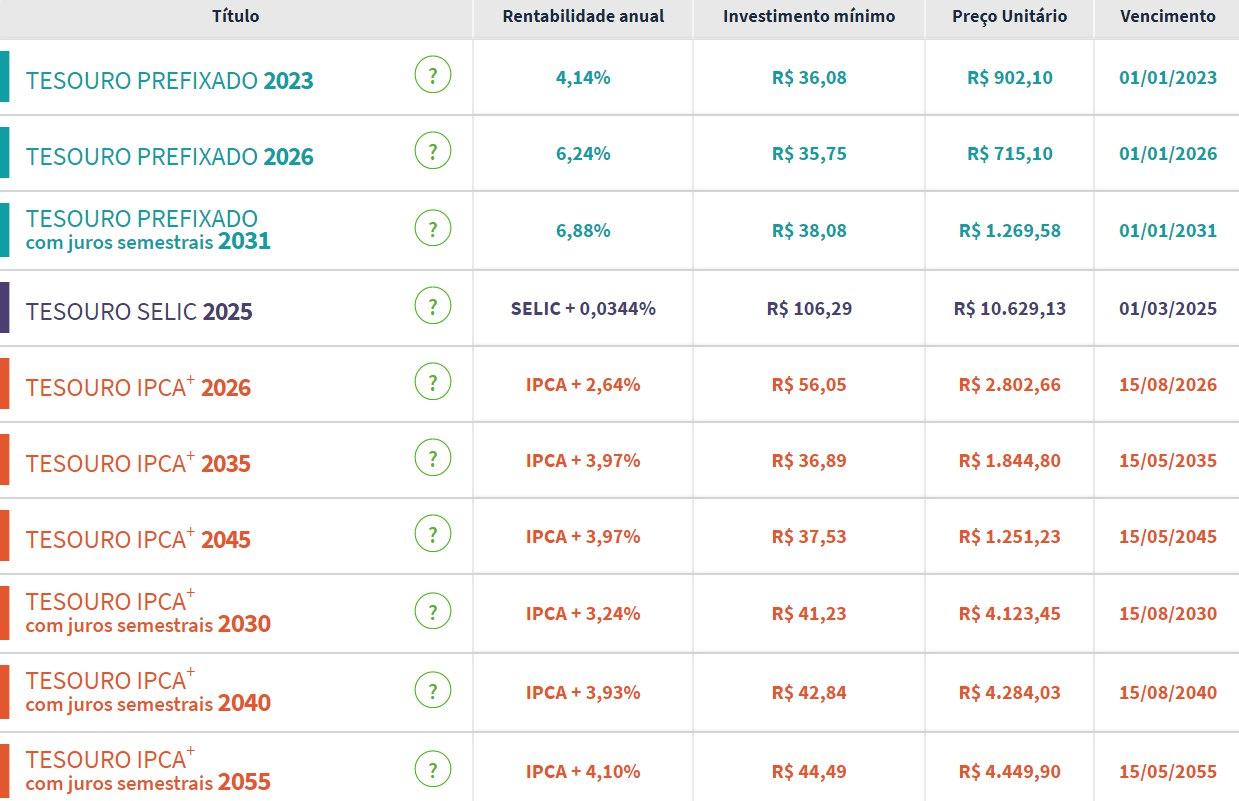 Título Rentabilidade anual Investimento mínimo Preço Unitário Vencimento
TESOURO PREFIXADO 2023 ? 4,14% R$ 36,08 R$ 902,10 01/01/2023
TESOURO PREFIXADO 2026 ? 6,24% R$ 35,75 R$ 715,10 01/01/2026
TESOURO PREFIXADO
com juros semestrais 2031 ? 6,88% R$ 38,08 R$ 1.269,58 01/01/2031
TESOURO SELIC 2025 ? SELIC + 0,0344% R$ 106,29 R$ 10.629,13 01/03/2025
TESOURO IPCA+ 2026 ? IPCA + 2,64% R$ 56,05 R$ 2.802,66 15/08/2026
TESOURO IPCA+ 2035 ? IPCA + 3,97% R$ 36,89 R$ 1.844,80 15/05/2035
TESOURO IPCA+ 2045 ? IPCA + 3,97% R$ 37,53 R$ 1.251,23 15/05/2045
TESOURO IPCA+
com juros semestrais 2030 ? IPCA + 3,24% R$ 41,23 R$ 4.123,45 15/08/2030
TESOURO IPCA+
com juros semestrais 2040 ? IPCA + 3,93% R$ 42,84 R$ 4.284,03 15/08/2040
TESOURO IPCA+
com juros semestrais 2055 ? IPCA + 4,10% R$ 44,49 R$ 4.449,90 15/05/2055